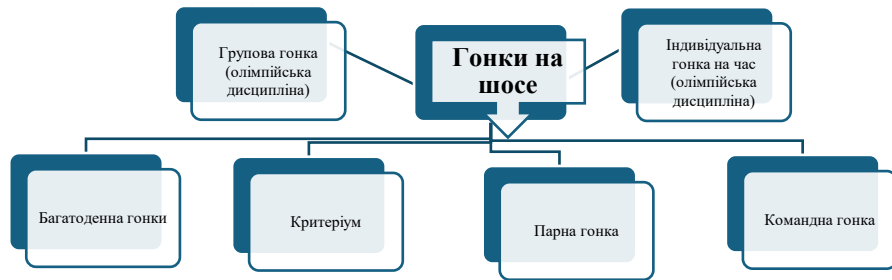 Групова гонка
(олімпійська
дисципліна)
Гонки на
шосе
Індивідуальна
гонка на час
(олімпійська
дисципліна)
Багатоденна гонки
Критеріум
Парна гонка
Командна гонка